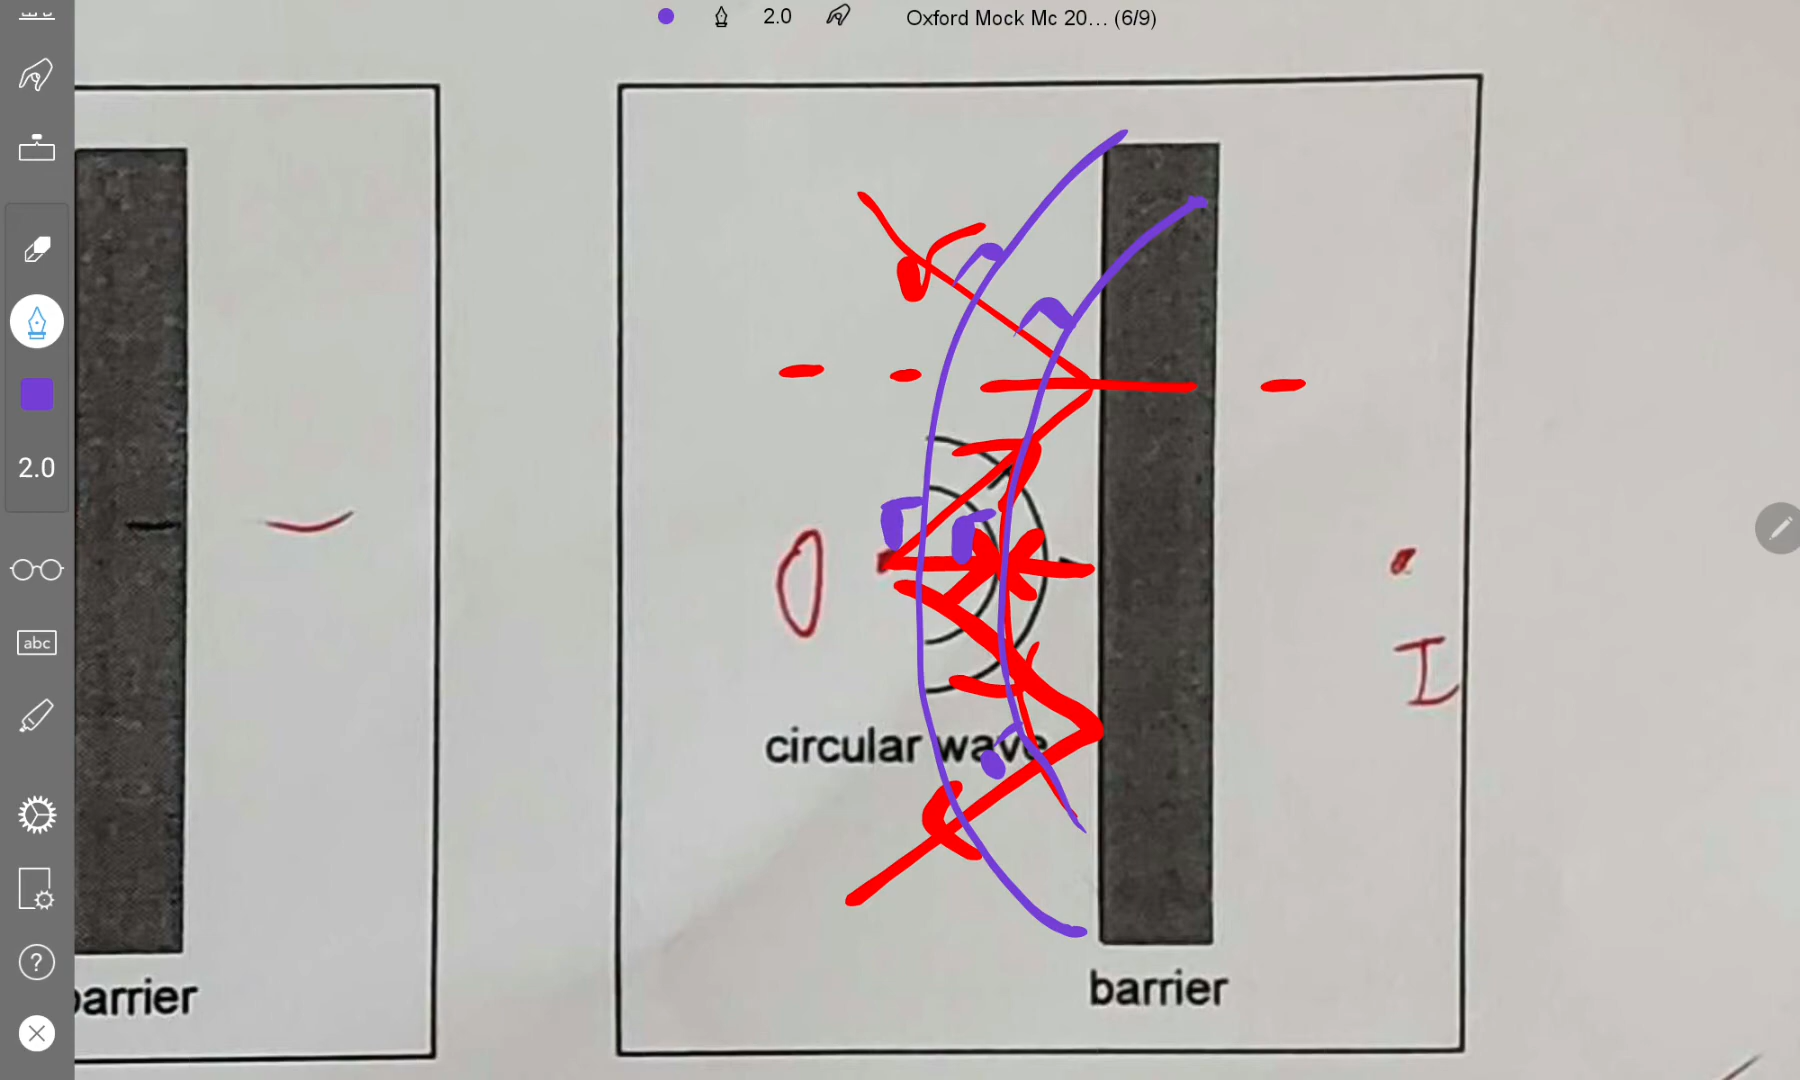 2.0 Oxford Mock Mc 20... (6/9)
2.0
abc
?
O
I
circular wave
barrier
barrier